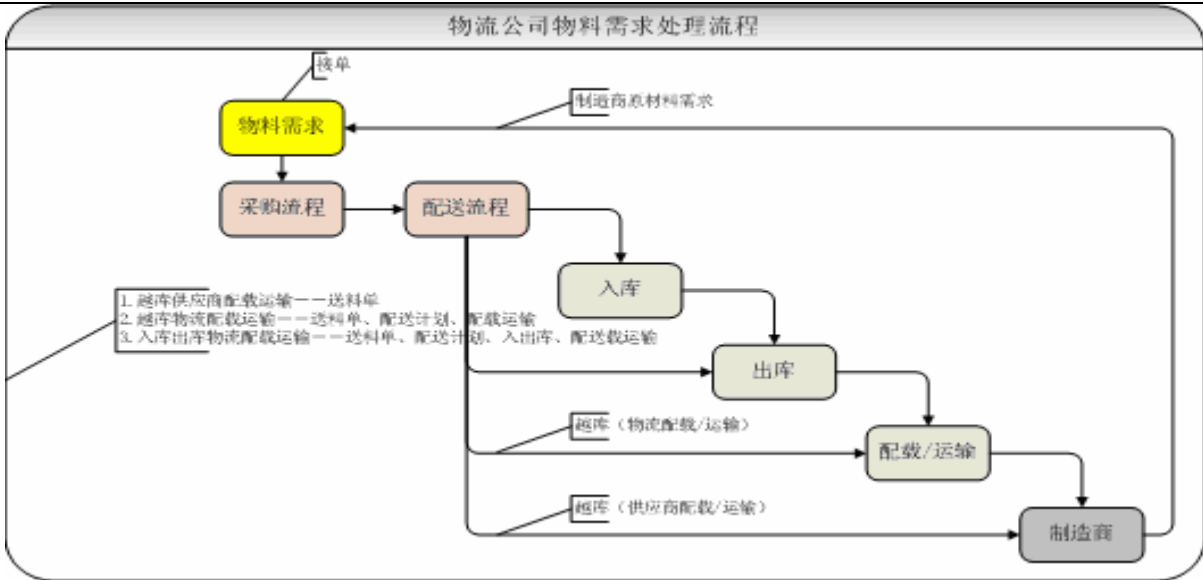 物流公司物料需求处理流程
接单
制造商原材料需求
物料需求
采购流程
配送流程
入库
1. 越库供应商配载运输——送料单
2. 越库物流配载运输——送料单、配送计划、配载运输
3. 入库出库物流配载运输——送料单、配送计划、入出库、配送载运输
出库
越库（物流配载/运输）
配载/运输
越库（供应商配载/运输）
制造商